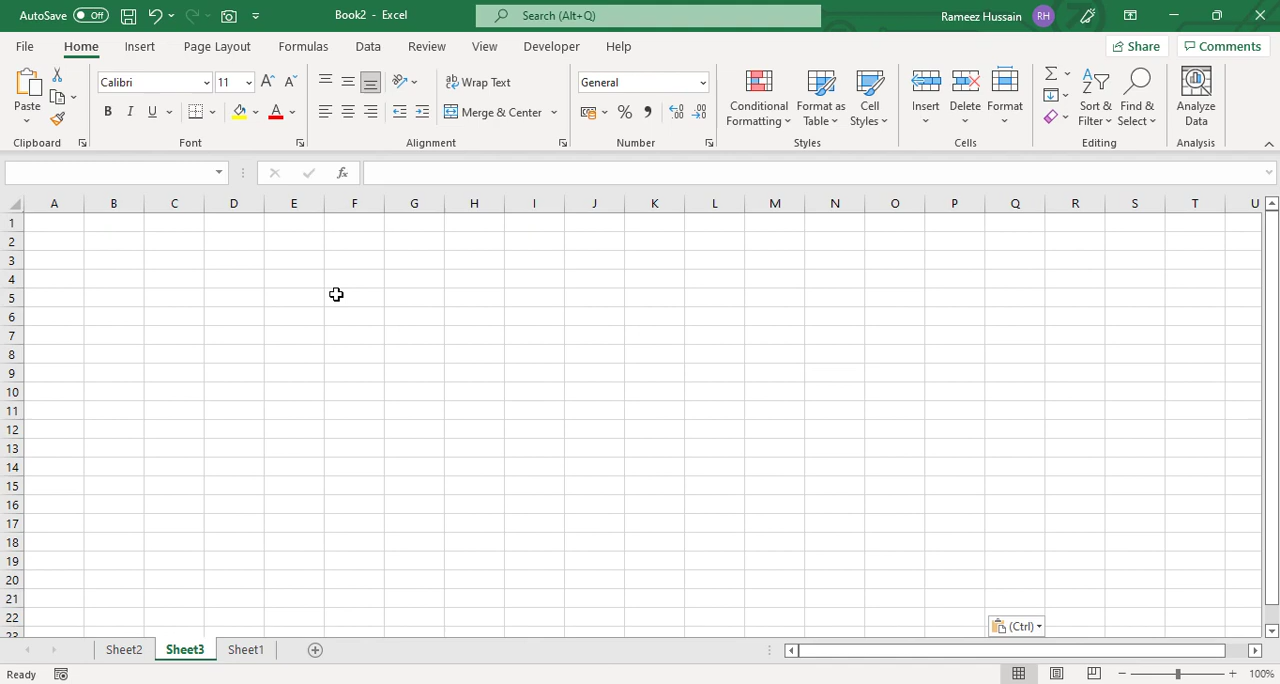 AutoSave Off Book2 - Excel Search (Alt+Q) Rameez Hussain RH
File Home Insert Page Layout Formulas Data Review View Developer Help Share Comments
Paste Calibri 11 Wrap Text General Conditional Formatting Format as Table Cell Styles Insert Delete Format Sort & Filter Find & Select Analyze Data
B I U Merge & Center
Clipboard Font Alignment Number Styles Cells Editing Analysis
fx
A B C D E F G H I J K L M N O P Q R S T U
1
2
3
4
5
6
7
8
9
10
11
12
13
14
15
16
17
18
19
20
21
22
23
(Ctrl)
Sheet2 Sheet3 Sheet1
Ready 100%